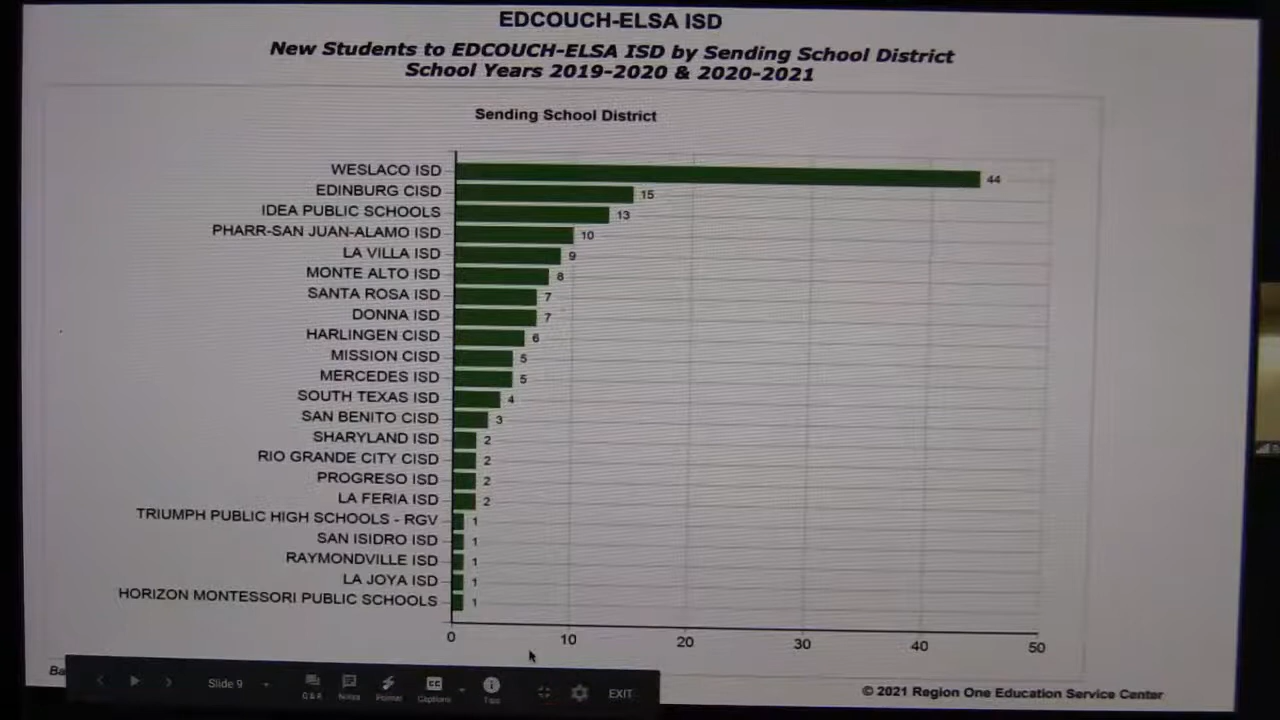 EDCOUCH-ELSA ISD
New Students to EDCOUCH-ELSA ISD by Sending School District
School Years 2019-2020 & 2020-2021
Sending School District
WESLACO ISD 44
EDINBURG CISD 15
IDEA PUBLIC SCHOOLS 13
PHARR-SAN JUAN-ALAMO ISD 10
LA VILLA ISD 9
MONTE ALTO ISD 8
SANTA ROSA ISD 7
DONNA ISD 7
HARLINGEN CISD 6
MISSION CISD 5
MERCEDES ISD 5
SOUTH TEXAS ISD 4
SAN BENITO CISD 3
SHARYLAND ISD 2
RIO GRANDE CITY CISD 2
PROGRESO ISD 2
LA FERIA ISD 2
TRIUMPH PUBLIC HIGH SCHOOLS - RGV 1
SAN ISIDRO ISD 1
RAYMONDVILLE ISD 1
LA JOYA ISD 1
HORIZON MONTESSORI PUBLIC SCHOOLS 1
0 10 20 30 40 50
Slide 9 Q & A Notes Pointer CC Captions Tips EXIT
© 2021 Region One Education Service Center